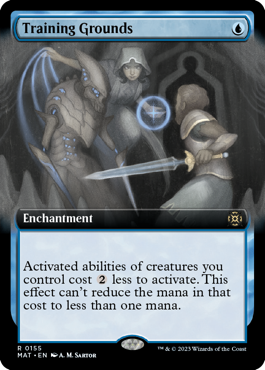 Training Grounds
Enchantment
Activated abilities of creatures you
control cost 2 less to activate. This
effect can't reduce the mana in that
cost to less than one mana.
R 0155
MAT • EN A. M. SARTOR
™ & © 2023 Wizards of the Coast